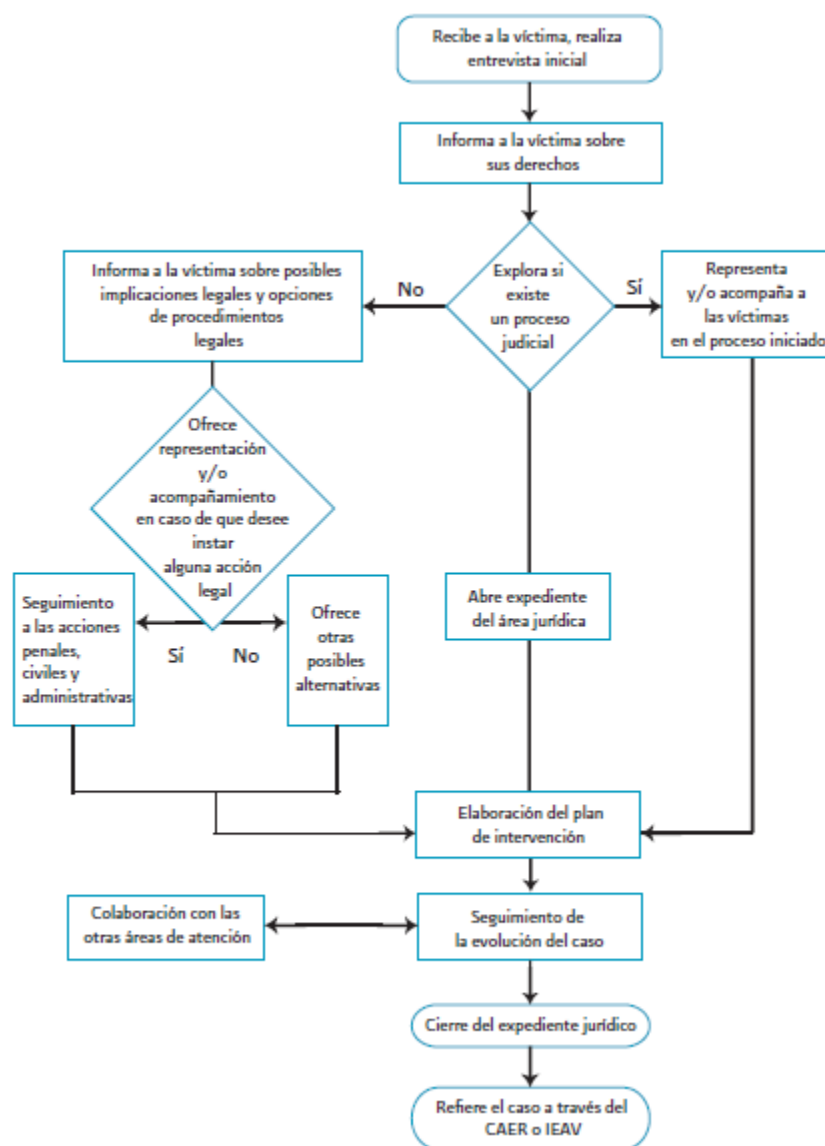 Recibe a la víctima, realiza
entrevista inicial
Informa a la víctima sobre
sus derechos
Explora si
existe
un proceso
judicial
No
Sí
Informa a la víctima sobre posibles
implicaciones legales y opciones
de procedimientos
legales
Representa
y/o acompaña a
las víctimas
en el proceso iniciado
Ofrece
representación
y/o
acompañamiento
en caso de que desee
instar
alguna acción
legal
Sí
No
Seguimiento
a las acciones
penales,
civiles y
administrativas
Ofrece
otras
posibles
alternativas
Abre expediente
del área jurídica
Elaboración del plan
de intervención
Colaboración con las
otras áreas de atención
Seguimiento de
la evolución del caso
Cierre del expediente jurídico
Refiere el caso a través del
CAER o IEAV